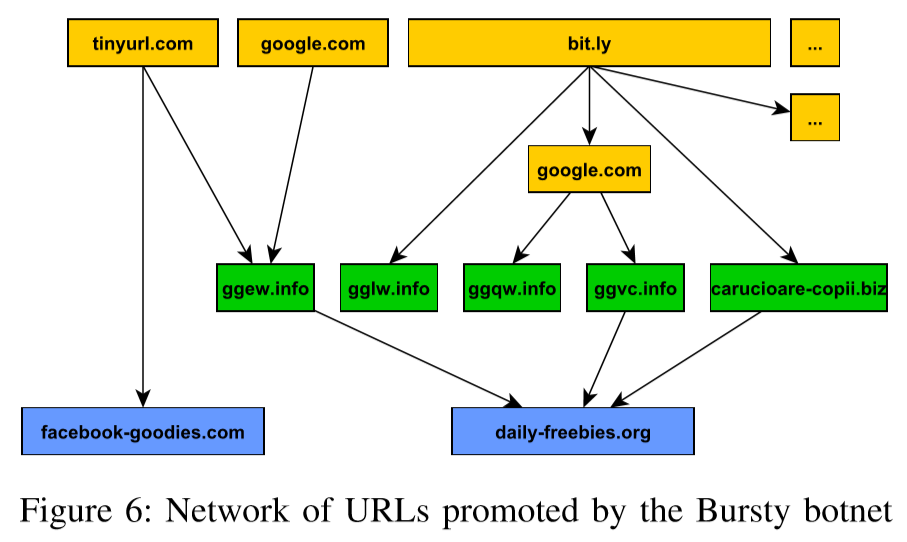 tinyurl.com
google.com
bit.ly
...
...
google.com
ggew.info
gglw.info
ggqw.info
ggvc.info
carucioare-copii.biz
facebook-goodies.com
daily-freebies.org
Figure 6: Network of URLs promoted by the Bursty botnet